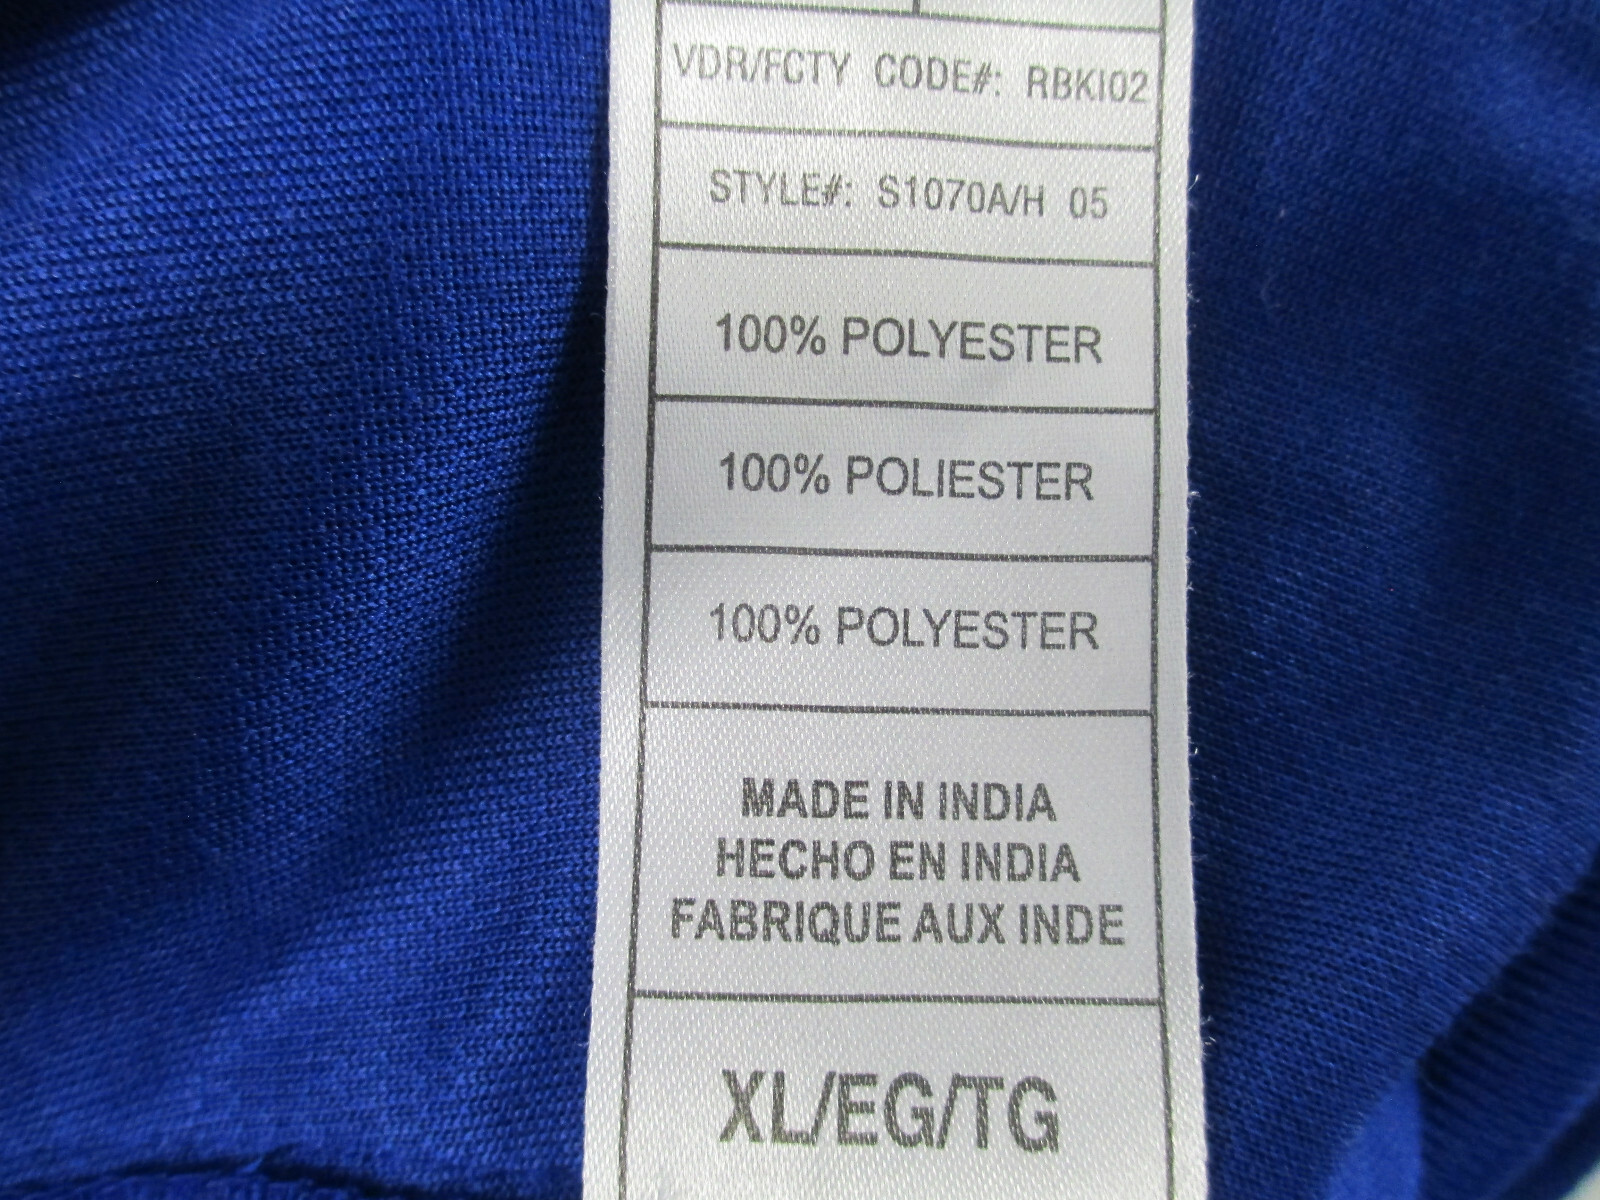 VDR/FCTY CODE#: RBKI02
STYLE#: S1070A/H 05
100% POLYESTER
100% POLIESTER
100% POLYESTER
MADE IN INDIA
HECHO EN INDIA
FABRIQUE AUX INDE
XL/EG/TG